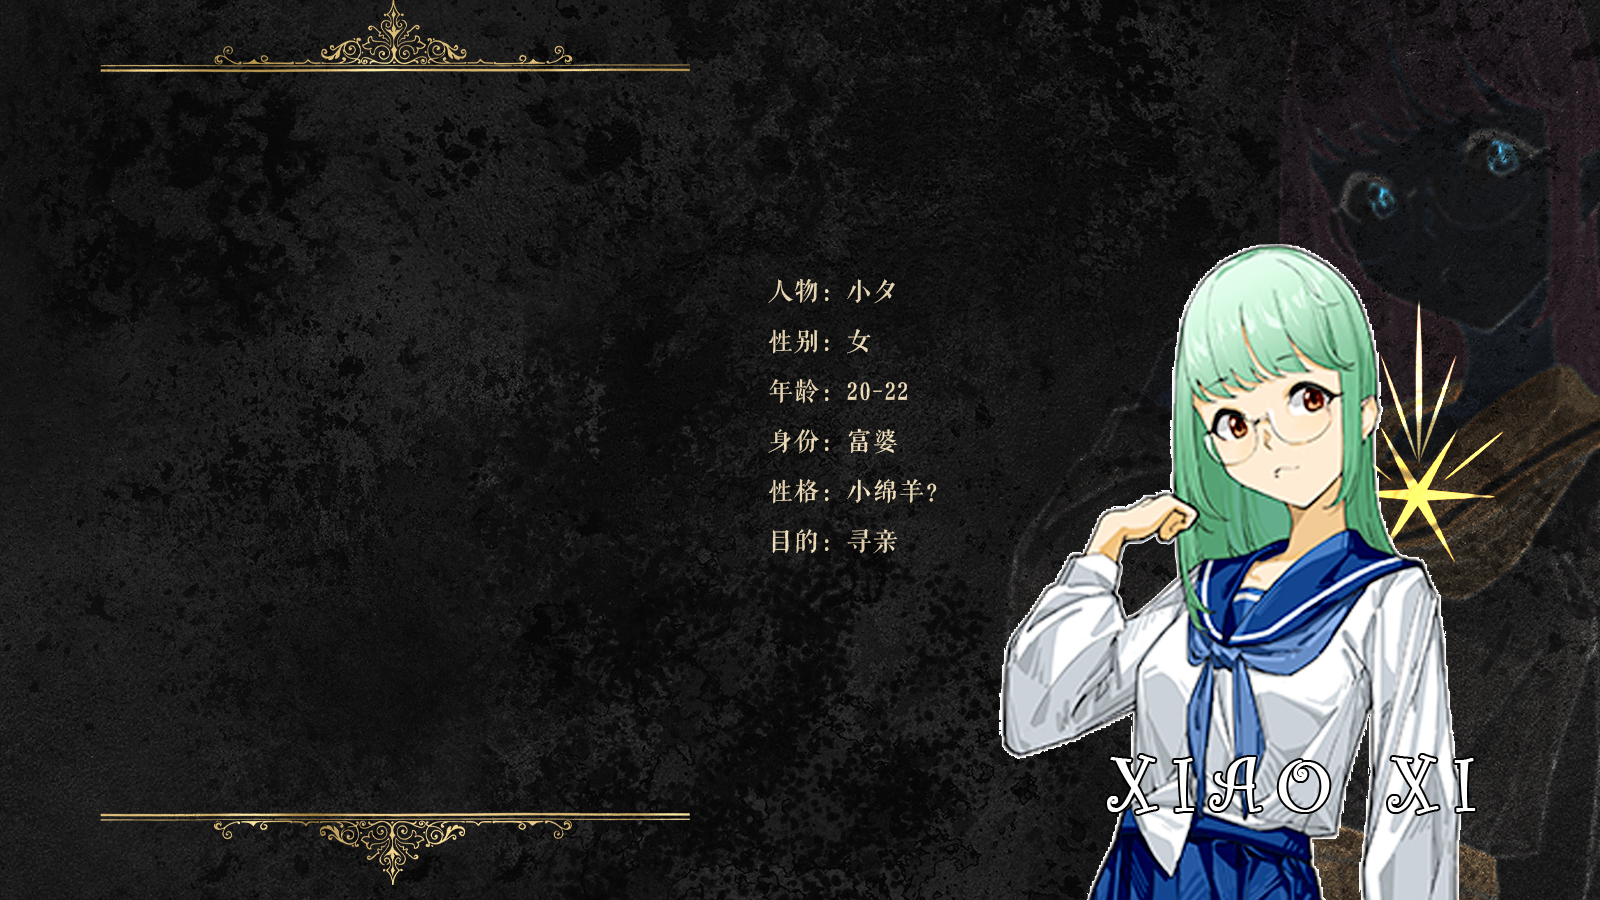 人物：小夕
性别：女
年龄：20-22
身份：富婆
性格：小绵羊？
目的：寻亲
XIAO XI